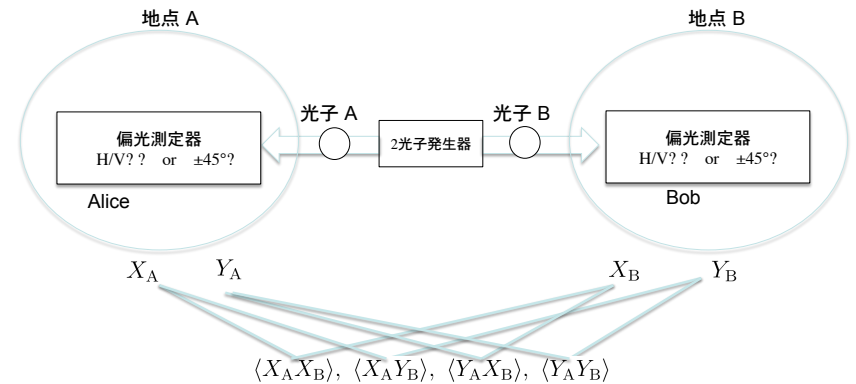 地点 A
地点 B
光子 A
光子 B
偏光測定器
H/V? ? or ±45°?
2光子発生器
偏光測定器
H/V? ? or ±45°?
Alice
Bob
X_A Y_A X_B Y_B
⟨X_A X_B⟩, ⟨X_A Y_B⟩, ⟨Y_A X_B⟩, ⟨Y_A Y_B⟩